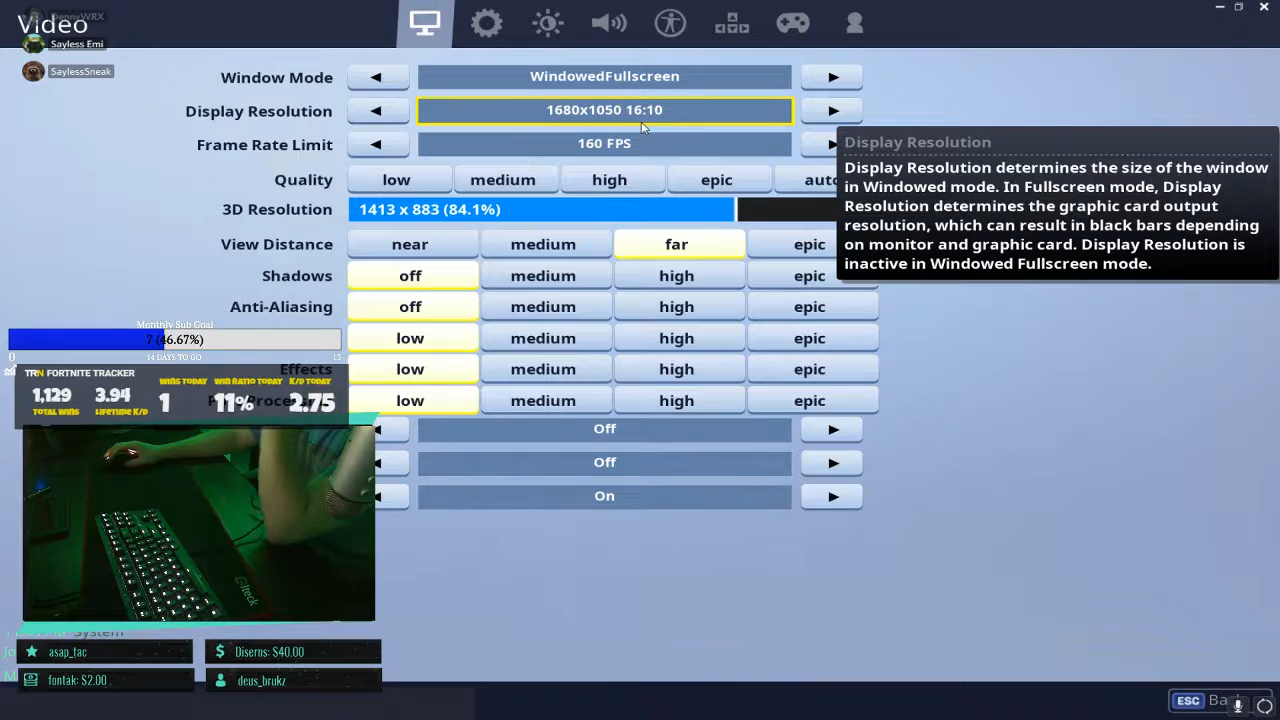 DennyWRX
Video
Sayless Emi
SaylessSneak
Window Mode
WindowedFullscreen
Display Resolution
1680x1050 16:10
Frame Rate Limit
160 FPS
Display Resolution
Display Resolution determines the size of the window
in Windowed mode. In Fullscreen mode, Display
Resolution determines the graphic card output
resolution, which can result in black bars depending
on monitor and graphic card. Display Resolution is
inactive in Windowed Fullscreen mode.
Quality
low medium high epic auto
3D Resolution
1413 x 883 (84.1%)
View Distance
near medium far epic
Shadows
off medium high epic
Anti-Aliasing
off medium high epic
Monthly Sub Goal
7 (46.67%)
0 14 DAYS TO GO 15
low medium high epic
Effects
low medium high epic
low medium high epic
TRN FORTNITE TRACKER
1,129 TOTAL WINS
3.94 LIFETIME K/D
WINS TODAY 1
WIN RATIO TODAY 11%
K/D TODAY 2.75
Off
Off
On
System
asap_tac
Diserns: $40.00
fontak: $2.00
deus_brukz
ESC